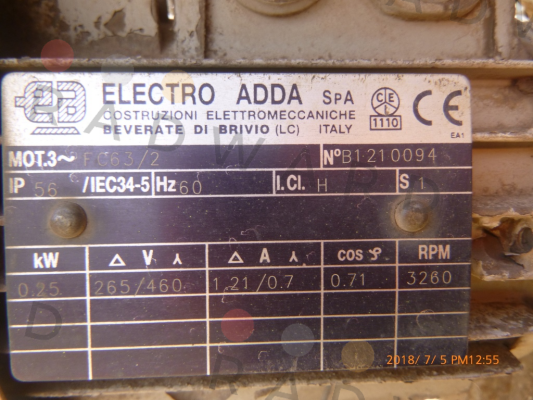 ELECTRO ADDA SpA
COSTRUZIONI ELETTROMECCANICHE
BEVERATE DI BRIVIO (LC) ITALY
CE
1110
CE
EA1
MOT.3~ FC63/2 NºB1210094
IP 56 /IEC34-5 Hz 60 I.Cl. H S 1
kW Δ V ⅄ Δ A ⅄ cos φ RPM
0.25 265/460 1.21/0.7 0.71 3260
2018/ 7/ 5 PM12:55